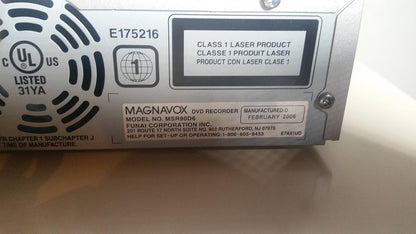 E175216
C UL US
LISTED
31YA
1
CLASS 1 LASER PRODUCT
CLASSE 1 PRODUIT LASER
PRODUCT CON LASER CLASE 1
MAGNAVOX DVD RECORDER
MODEL NO. MSR90D6
FUNAI CORPORATION INC.
201 ROUTE 17 NORTH SUITE NO. 903 RUTHERFORD, NJ 07070
HELP FOR SET-UP OR OPERATING: 1-800-605-8453
MANUFACTURED:
FEBRUARY 2006
E7A61UD
CHAPTER 1 SUBCHAPTER J
TIME OF MANUFACTURE.